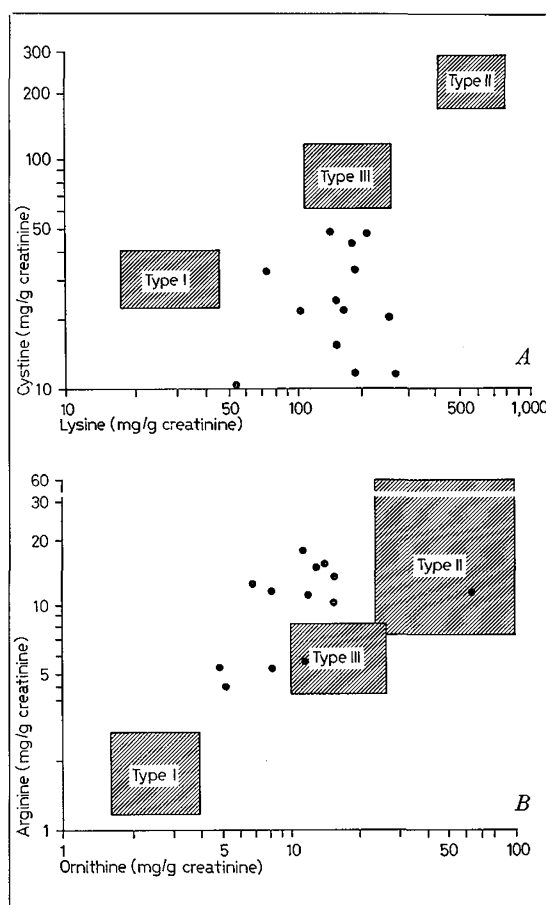 300
200
100
50
10
Cystine (mg/g creatinine)
Type II
Type III
Type I
A
10
50
100
500
1,000
Lysine (mg/g creatinine)
60
30
20
10
5
1
Arginine (mg/g creatinine)
Type II
Type III
Type I
B
1
5
10
50
100
Ornithine (mg/g creatinine)